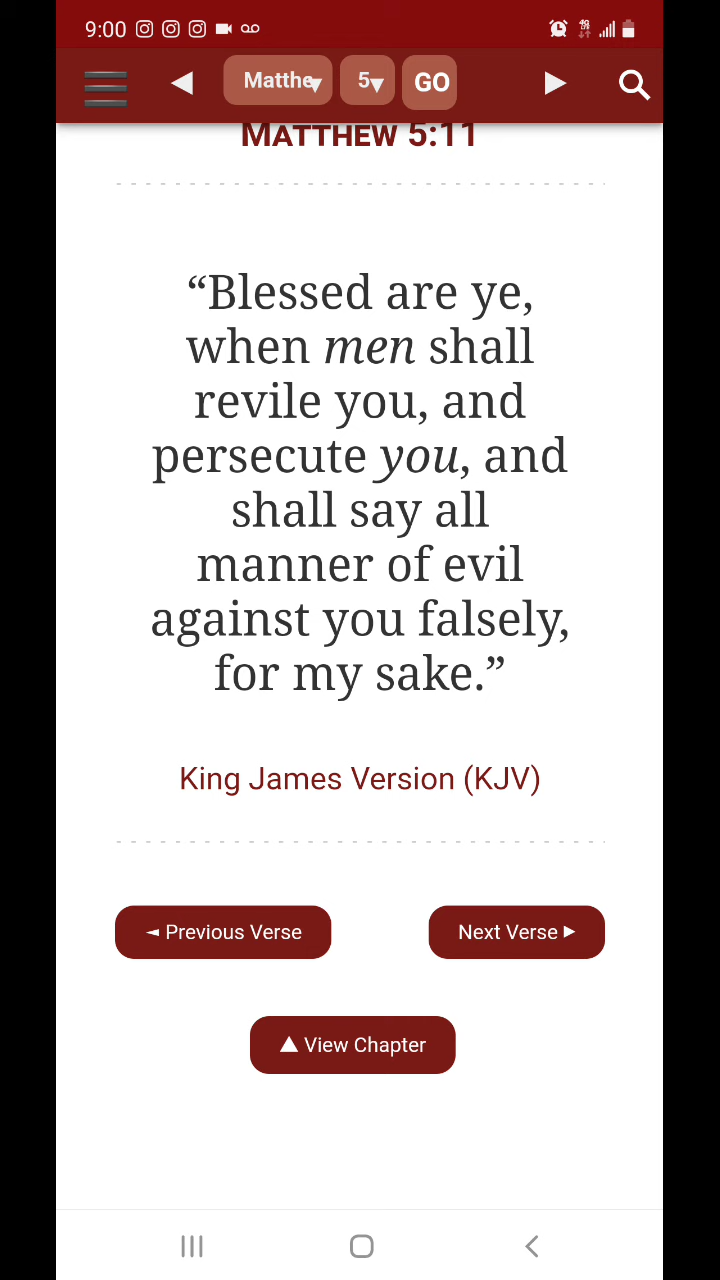 9:00
Matthe 5 GO
MATTHEW 5:11
“Blessed are ye,
when men shall
revile you, and
persecute you, and
shall say all
manner of evil
against you falsely,
for my sake.”
King James Version (KJV)
◄ Previous Verse
Next Verse ►
▲ View Chapter